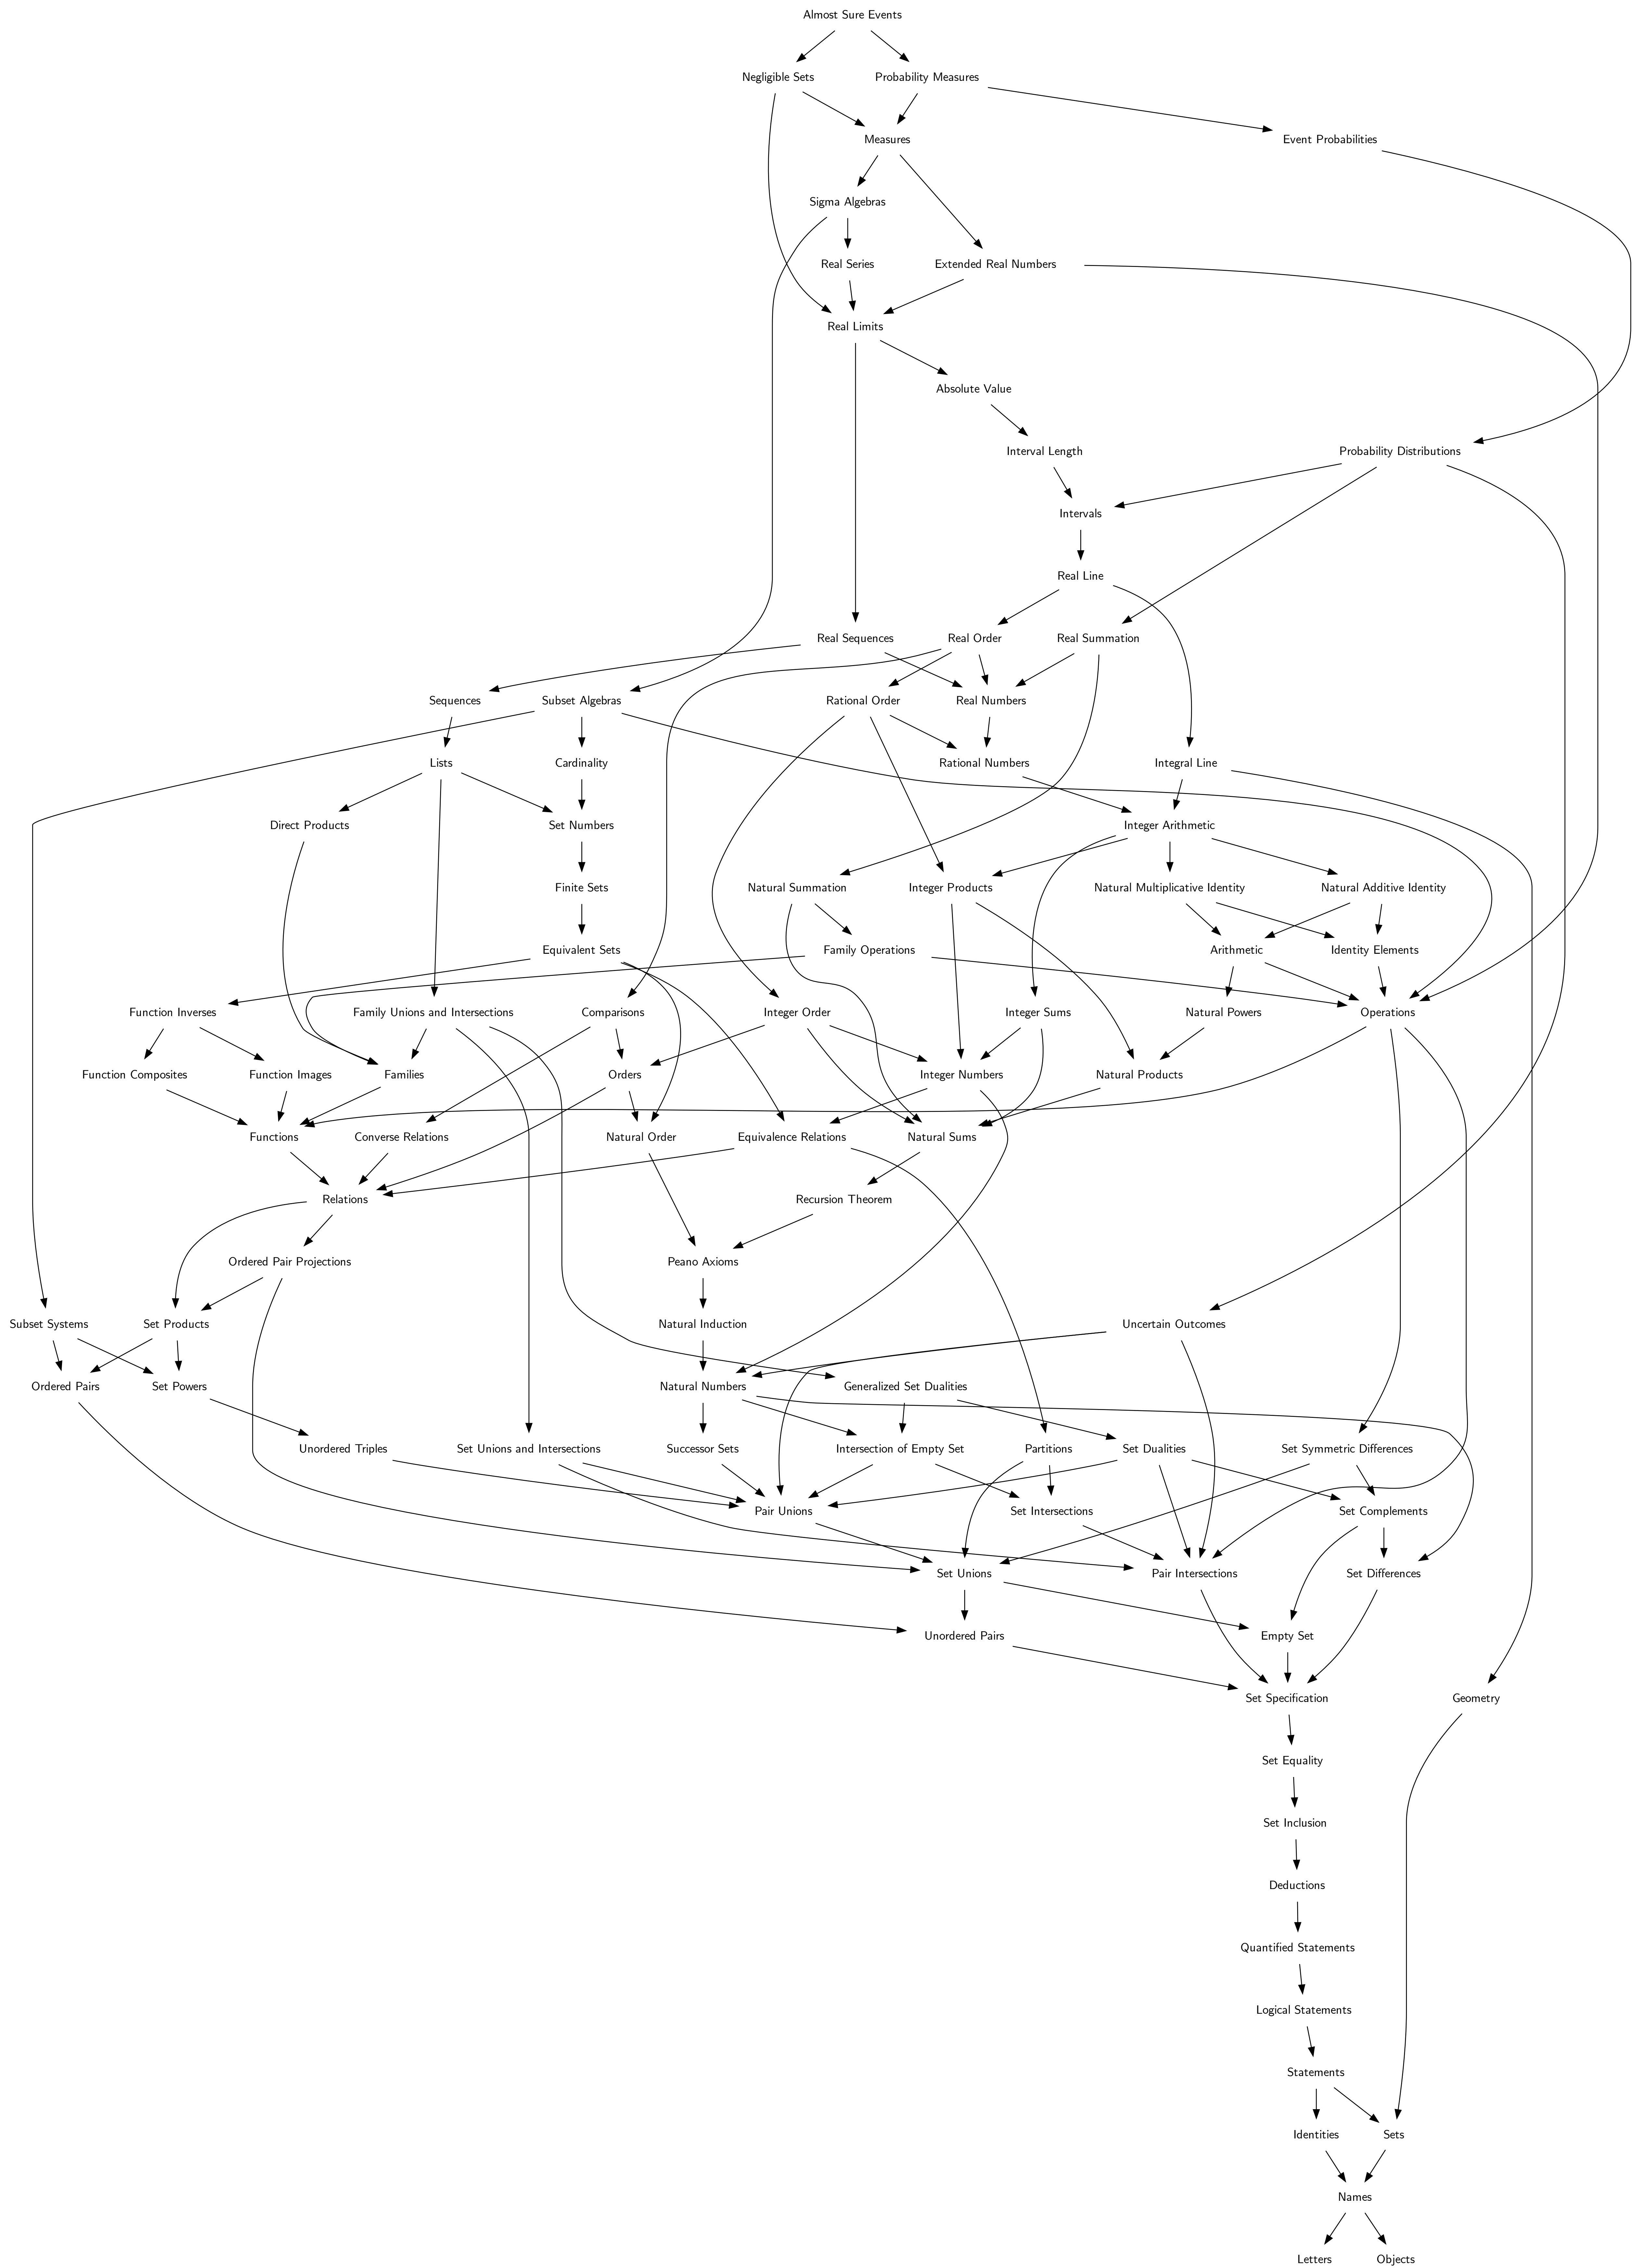 Almost Sure Events
Negligible Sets
Probability Measures
Measures
Event Probabilities
Sigma Algebras
Real Series
Extended Real Numbers
Real Limits
Absolute Value
Interval Length
Probability Distributions
Intervals
Real Line
Real Sequences
Real Order
Real Summation
Sequences
Subset Algebras
Rational Order
Real Numbers
Lists
Cardinality
Rational Numbers
Integral Line
Direct Products
Set Numbers
Integer Arithmetic
Finite Sets
Natural Summation
Integer Products
Natural Multiplicative Identity
Natural Additive Identity
Equivalent Sets
Family Operations
Arithmetic
Identity Elements
Function Inverses
Family Unions and Intersections
Comparisons
Integer Order
Integer Sums
Natural Powers
Operations
Function Composites
Function Images
Families
Orders
Integer Numbers
Natural Products
Functions
Converse Relations
Natural Order
Equivalence Relations
Natural Sums
Relations
Recursion Theorem
Ordered Pair Projections
Peano Axioms
Subset Systems
Set Products
Natural Induction
Uncertain Outcomes
Ordered Pairs
Set Powers
Natural Numbers
Generalized Set Dualities
Unordered Triples
Set Unions and Intersections
Successor Sets
Intersection of Empty Set
Partitions
Set Dualities
Set Symmetric Differences
Pair Unions
Set Intersections
Set Complements
Set Unions
Pair Intersections
Set Differences
Unordered Pairs
Empty Set
Set Specification
Geometry
Set Equality
Set Inclusion
Deductions
Quantified Statements
Logical Statements
Statements
Identities
Sets
Names
Letters
Objects